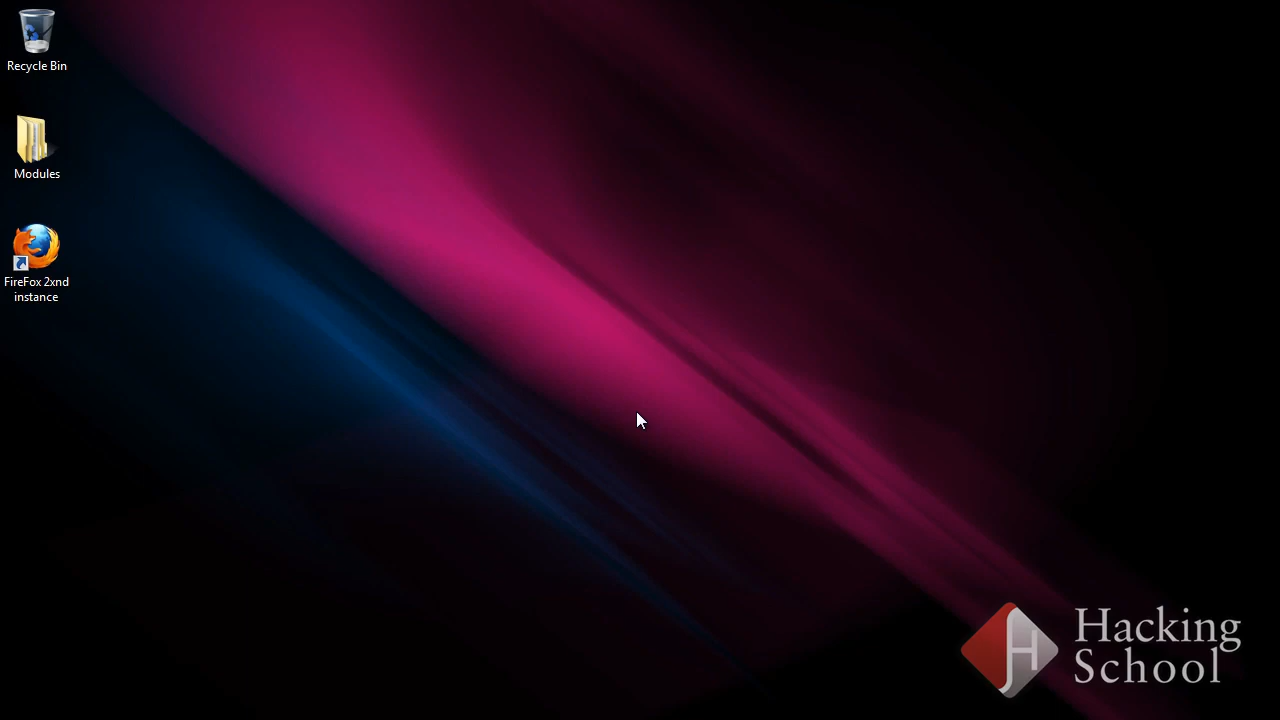 Recycle Bin
Modules
FireFox 2xnd
instance
Hacking
School